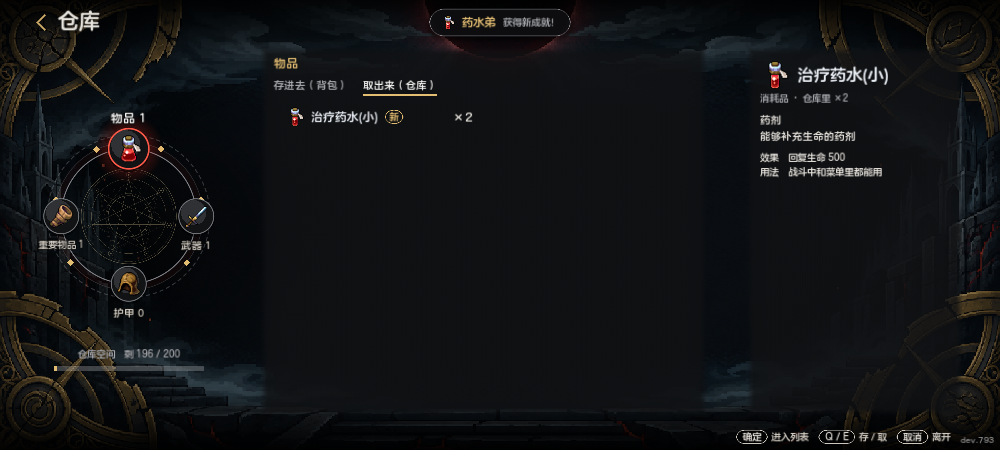 仓库
药水弟 获得新成就!
物品
存进去（背包） 取出来（仓库）
治疗药水(小) 新 ×2
物品 1
重要物品 1
武器 1
护甲 0
仓库空间 剩 196 / 200
治疗药水(小)
消耗品 · 仓库里 ×2
药剂
能够补充生命的药剂
效果 回复生命 500
用法 战斗中和菜单里都能用
确定 进入列表 Q / E 存 / 取 取消 离开
dev.793